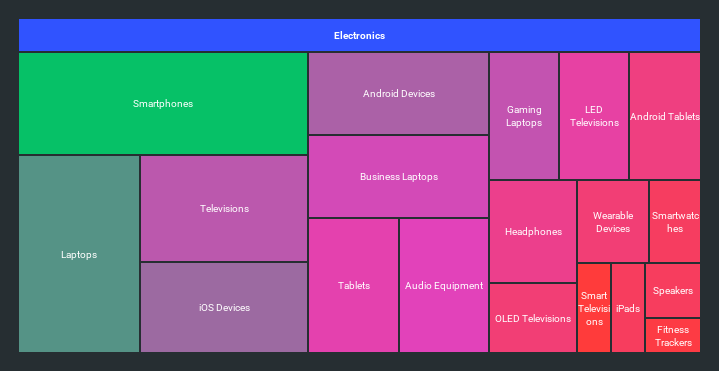 Electronics
Smartphones
Android Devices
Gaming
Laptops
LED
Televisions
Android Tablets
Business Laptops
Laptops
Televisions
iOS Devices
Tablets
Audio Equipment
Headphones
Wearable
Devices
Smartwatc
hes
OLED Televisions
Smart
Televisi
ons
iPads
Speakers
Fitness
Trackers